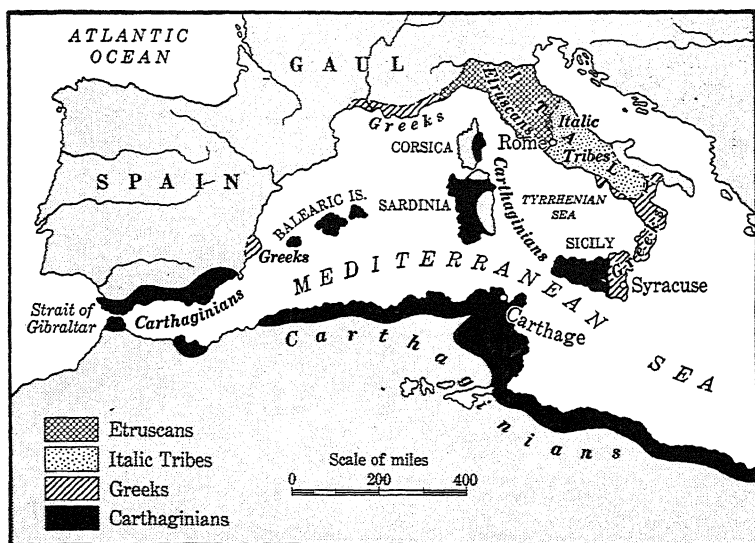 ATLANTIC
OCEAN
GAUL
ITALY
Etruscans
Greeks
Italic
Tribes
Rome
CORSICA
SPAIN
BALEARIC IS.
SARDINIA
Carthaginians
TYRRHENIAN
SEA
Greeks
SICILY
Greeks
MEDITERRANEAN SEA
Syracuse
Strait of
Gibraltar
Carthaginians
Carthage
Carthaginians
Etruscans
Italic Tribes
Greeks
Carthaginians
Scale of miles
0 200 400